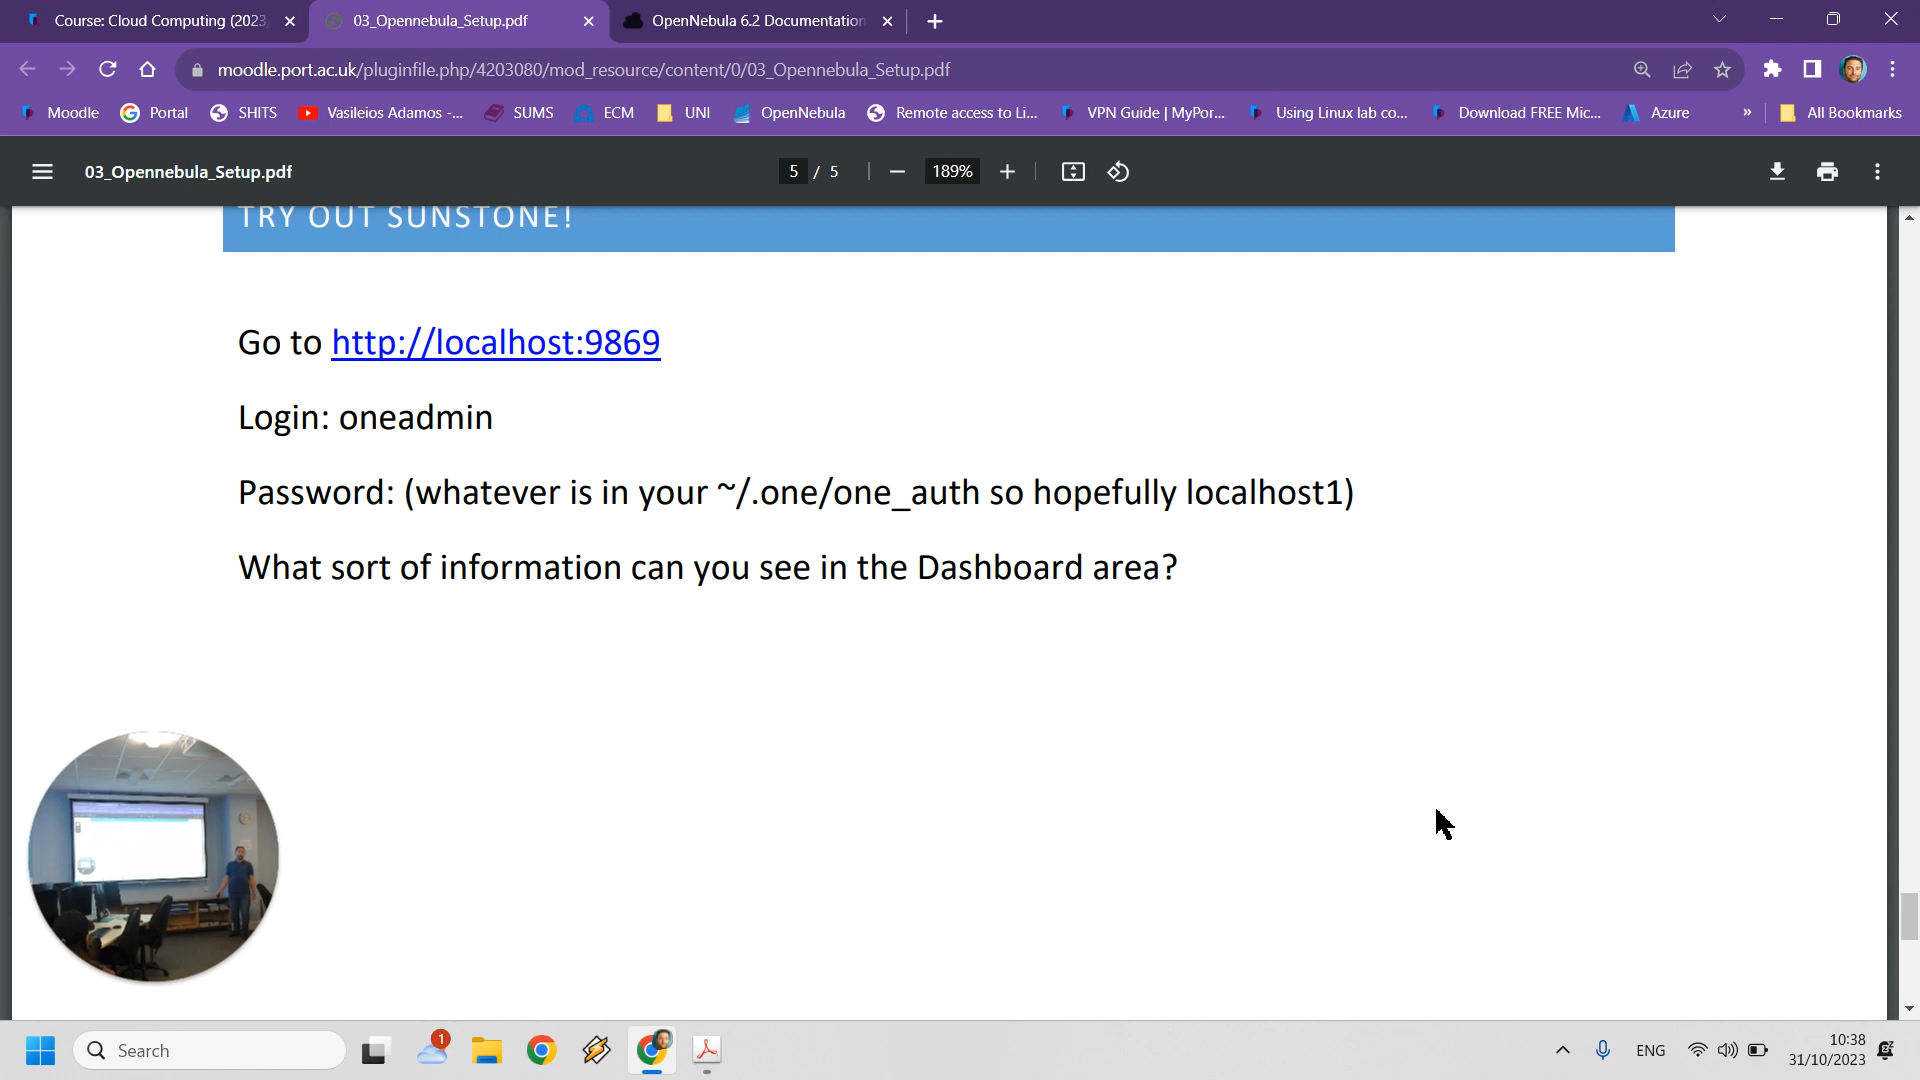 Course: Cloud Computing (2023
03_Opennebula_Setup.pdf
OpenNebula 6.2 Documentation
moodle.port.ac.uk/pluginfile.php/4203080/mod_resource/content/0/03_Opennebula_Setup.pdf
Moodle
Portal
SHITS
Vasileios Adamos -...
SUMS
ECM
UNI
OpenNebula
Remote access to Li...
VPN Guide | MyPor...
Using Linux lab co...
Download FREE Mic...
Azure
»
All Bookmarks
03_Opennebula_Setup.pdf
5 / 5
189%
TRY OUT SUNSTONE!
Go to http://localhost:9869
Login: oneadmin
Password: (whatever is in your ~/.one/one_auth so hopefully localhost1)
What sort of information can you see in the Dashboard area?
Search
1
ENG
10:38
31/10/2023